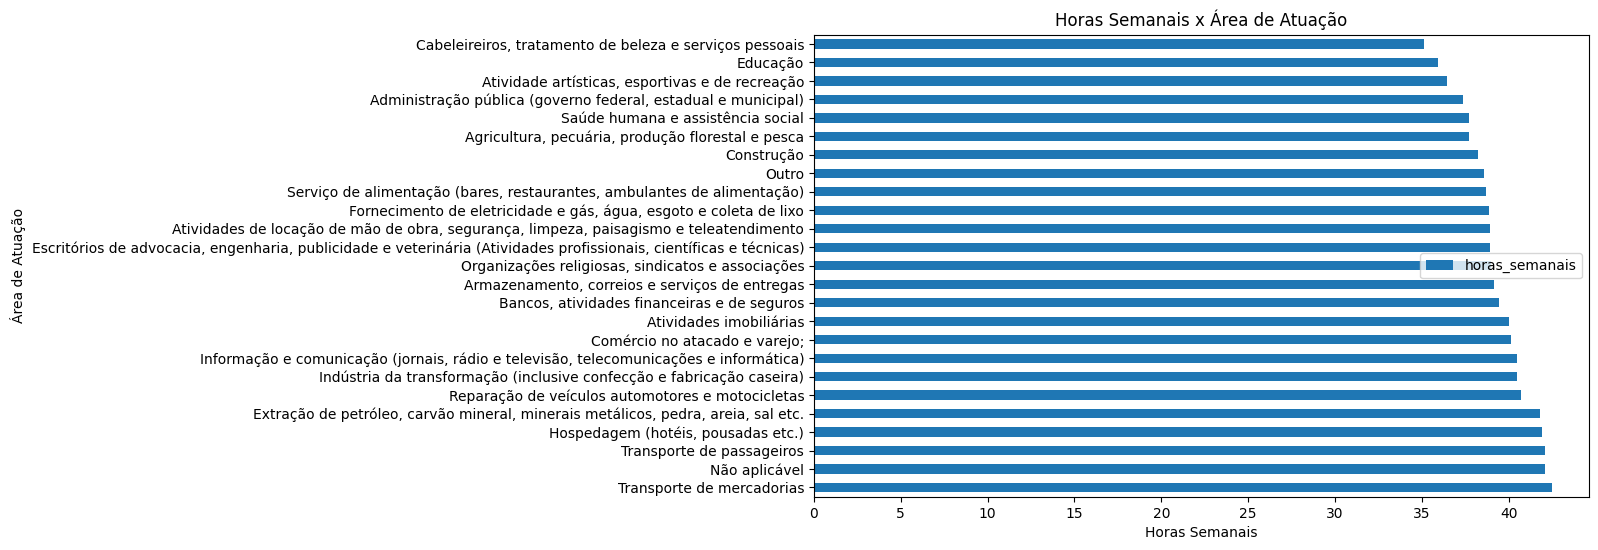 Horas Semanais x Área de Atuação
Cabeleireiros, tratamento de beleza e serviços pessoais
Educação
Atividade artísticas, esportivas e de recreação
Administração pública (governo federal, estadual e municipal)
Saúde humana e assistência social
Agricultura, pecuária, produção florestal e pesca
Construção
Outro
Serviço de alimentação (bares, restaurantes, ambulantes de alimentação)
Fornecimento de eletricidade e gás, água, esgoto e coleta de lixo
Atividades de locação de mão de obra, segurança, limpeza, paisagismo e teleatendimento
Escritórios de advocacia, engenharia, publicidade e veterinária (Atividades profissionais, científicas e técnicas)
Organizações religiosas, sindicatos e associações
Armazenamento, correios e serviços de entregas
Bancos, atividades financeiras e de seguros
Atividades imobiliárias
Comércio no atacado e varejo;
Informação e comunicação (jornais, rádio e televisão, telecomunicações e informática)
Indústria da transformação (inclusive confecção e fabricação caseira)
Reparação de veículos automotores e motocicletas
Extração de petróleo, carvão mineral, minerais metálicos, pedra, areia, sal etc.
Hospedagem (hotéis, pousadas etc.)
Transporte de passageiros
Não aplicável
Transporte de mercadorias
Área de Atuação
horas_semanais
0 5 10 15 20 25 30 35 40
Horas Semanais